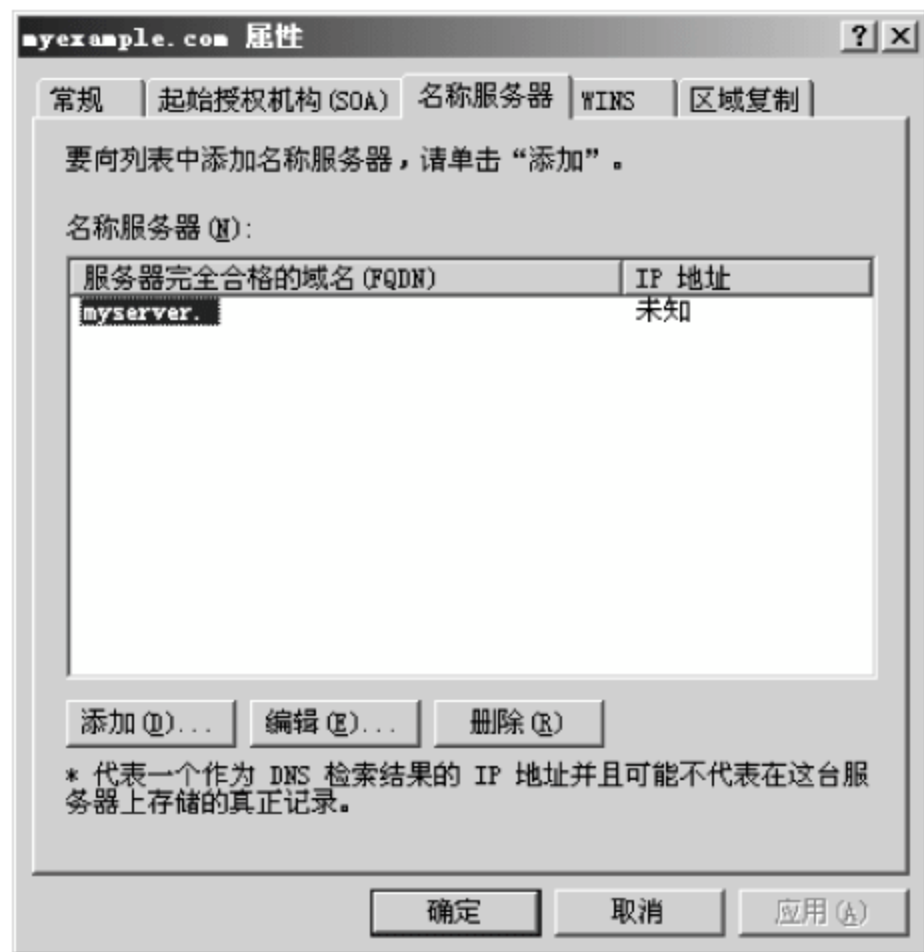 myexample.com 属性
常规 起始授权机构(SOA) 名称服务器 WINS 区域复制
要向列表中添加名称服务器，请单击“添加”。
名称服务器(N):
服务器完全合格的域名(FQDN) IP 地址
myserver. 未知
添加(D)... 编辑(E)... 删除(R)
* 代表一个作为 DNS 检索结果的 IP 地址并且可能不代表在这台服
务器上存储的真正记录。
确定 取消 应用(A)